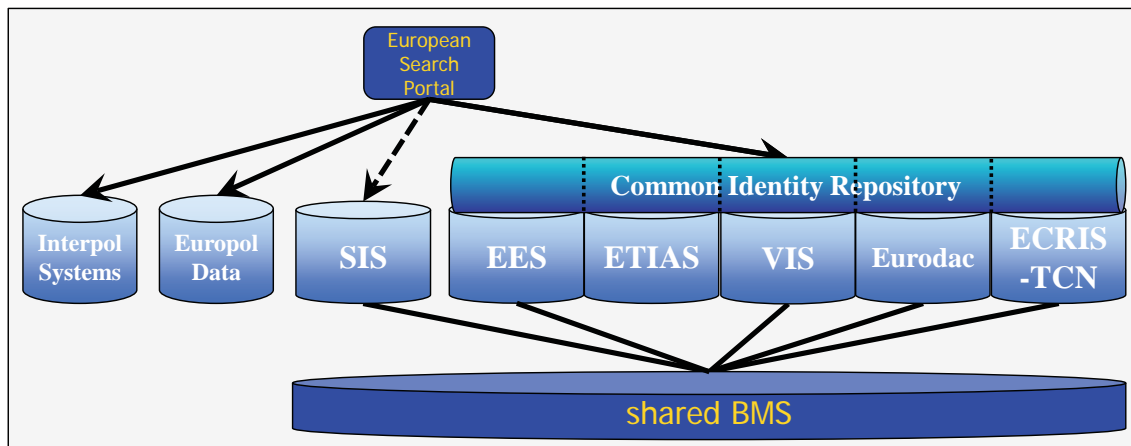 European
Search
Portal
Common Identity Repository
Interpol
Systems
Europol
Data
SIS
EES
ETIAS
VIS
Eurodac
ECRIS
-TCN
shared BMS